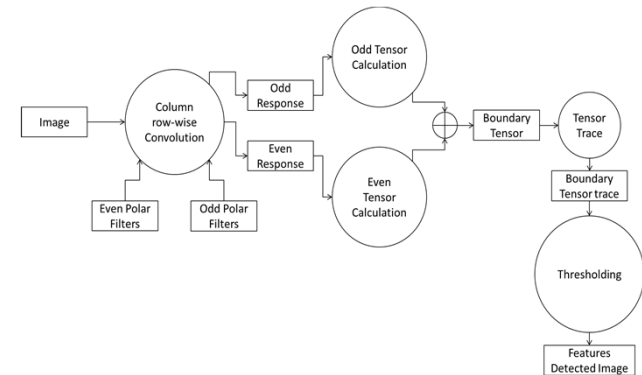 Image
Column
row-wise
Convolution
Even Polar
Filters
Odd Polar
Filters
Odd
Response
Even
Response
Odd Tensor
Calculation
Even
Tensor
Calculation
Boundary
Tensor
Tensor
Trace
Boundary
Tensor trace
Thresholding
Features
Detected Image